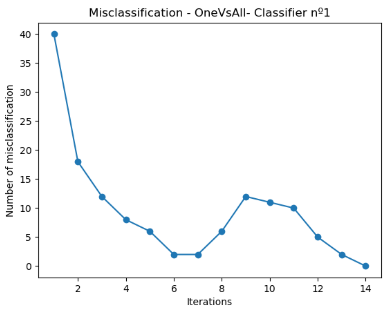 Misclassification - OneVsAll- Classifier nº1
Number of misclassification
40
35
30
25
20
15
10
5
0
2 4 6 8 10 12 14
Iterations